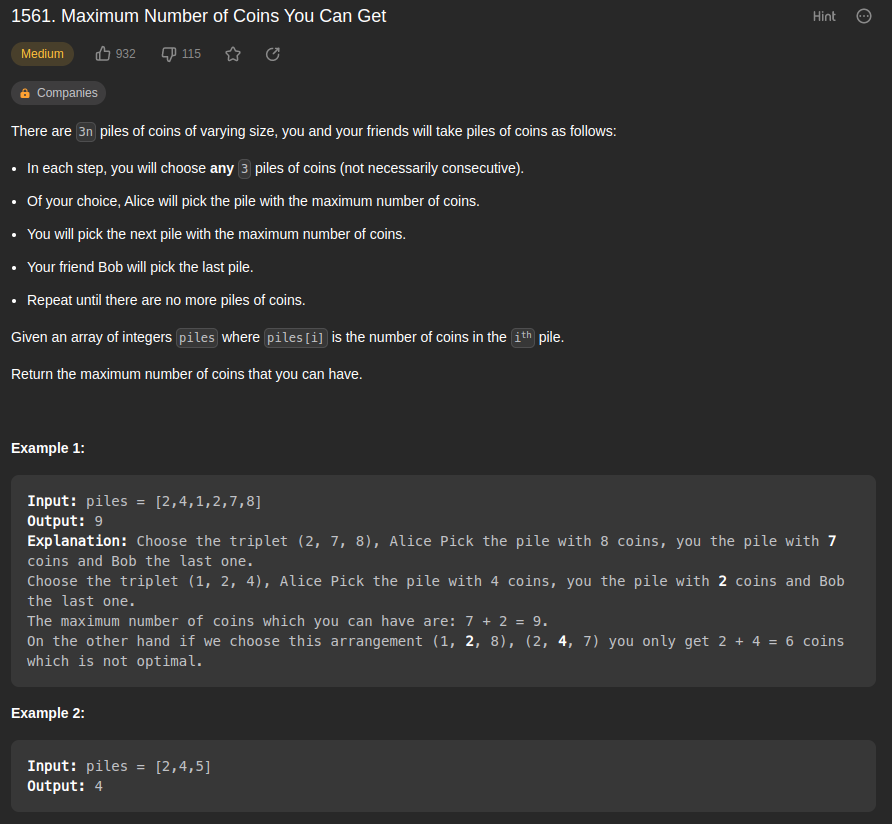 1561. Maximum Number of Coins You Can Get
Hint
Medium
932
115
Companies
There are 3n piles of coins of varying size, you and your friends will take piles of coins as follows:
• In each step, you will choose any 3 piles of coins (not necessarily consecutive).
• Of your choice, Alice will pick the pile with the maximum number of coins.
• You will pick the next pile with the maximum number of coins.
• Your friend Bob will pick the last pile.
• Repeat until there are no more piles of coins.
Given an array of integers piles where piles[i] is the number of coins in the ith pile.
Return the maximum number of coins that you can have.
Example 1:
Input: piles = [2,4,1,2,7,8]
Output: 9
Explanation: Choose the triplet (2, 7, 8), Alice Pick the pile with 8 coins, you the pile with 7
coins and Bob the last one.
Choose the triplet (1, 2, 4), Alice Pick the pile with 4 coins, you the pile with 2 coins and Bob
the last one.
The maximum number of coins which you can have are: 7 + 2 = 9.
On the other hand if we choose this arrangement (1, 2, 8), (2, 4, 7) you only get 2 + 4 = 6 coins
which is not optimal.
Example 2:
Input: piles = [2,4,5]
Output: 4